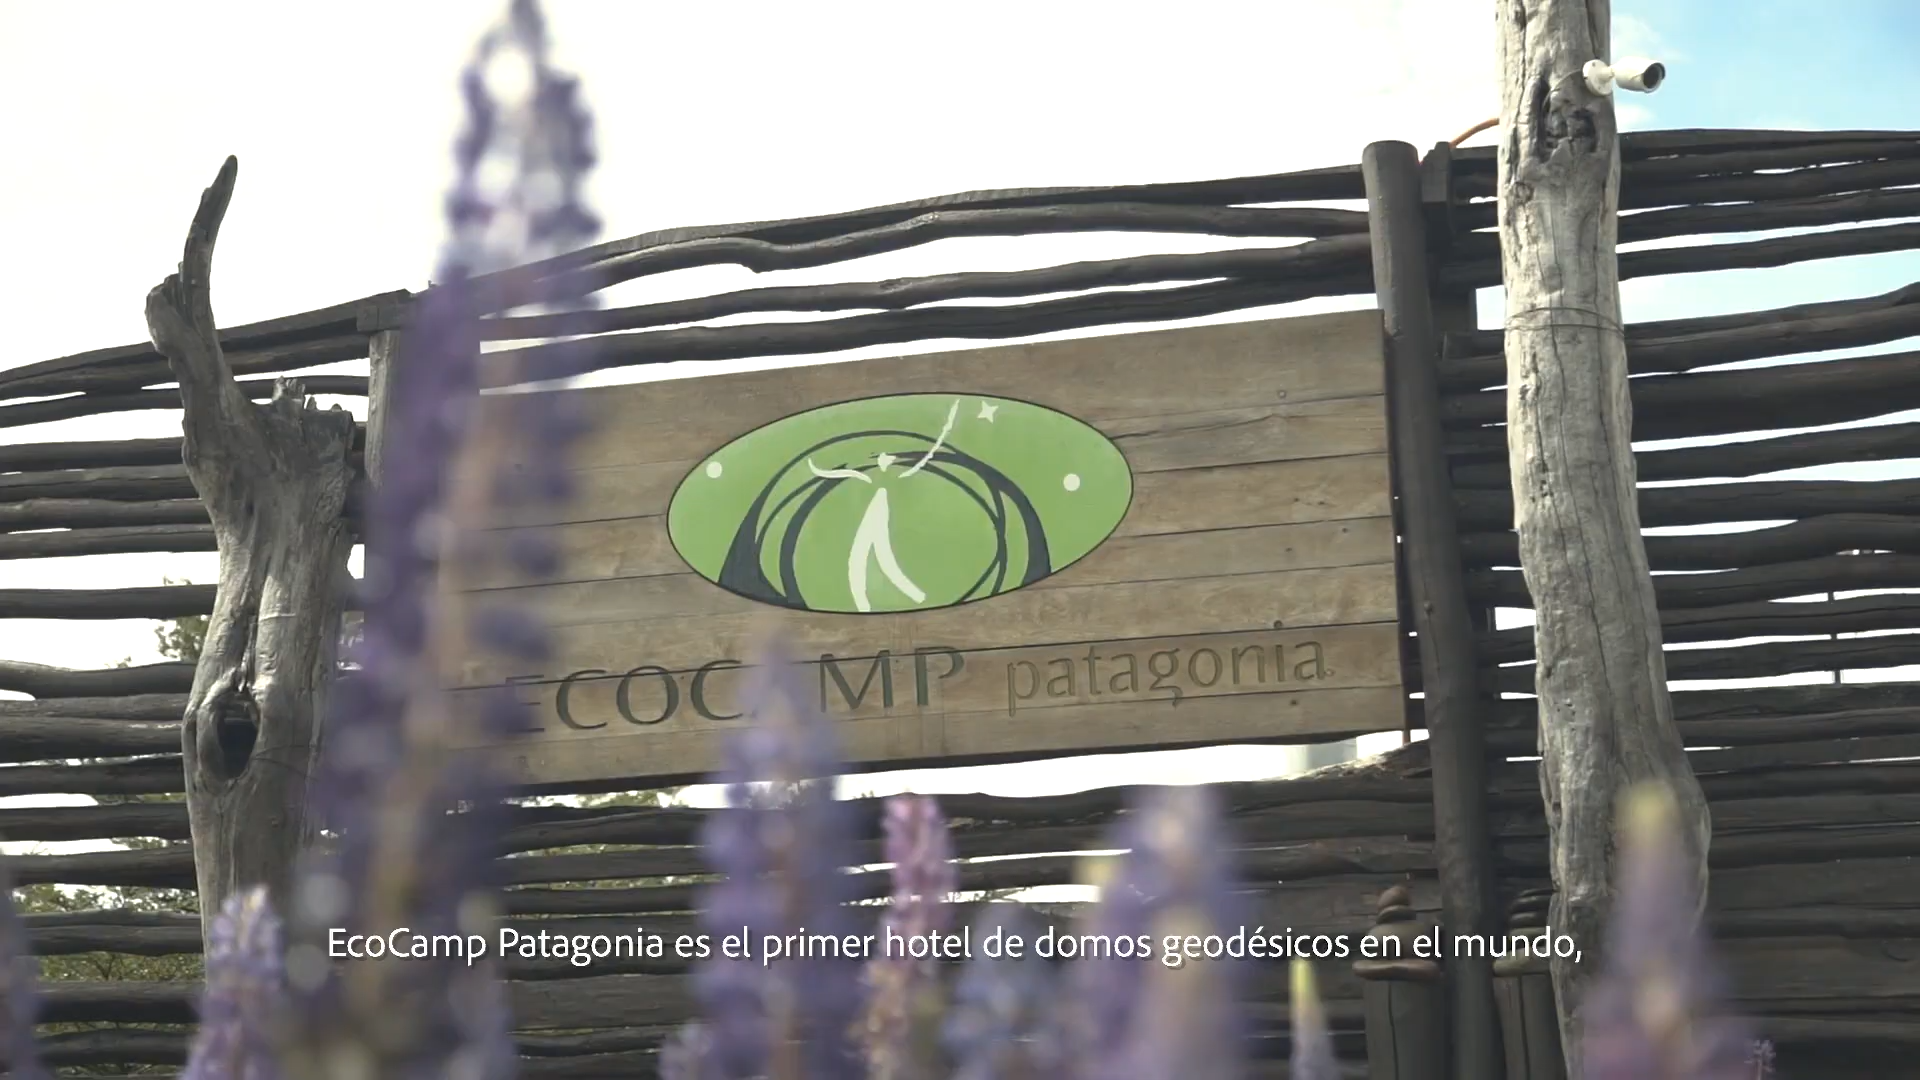 ECOCAMP patagonia
EcoCamp Patagonia es el primer hotel de domos geodésicos en el mundo,